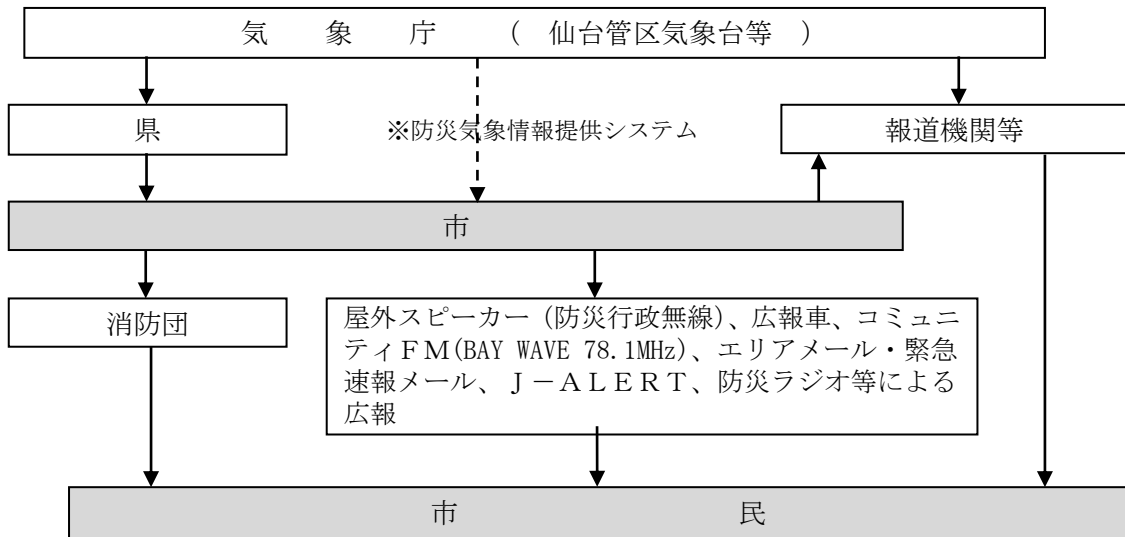 気　象　庁　（　仙台管区気象台等　）
県
※防災気象情報提供システム
報道機関等
市
消防団
屋外スピーカー（防災行政無線）、広報車、コミュニ
ティＦＭ(BAY WAVE 78.1MHz)、エリアメール・緊急
速報メール、Ｊ－ＡＬＥＲＴ、防災ラジオ等による
広報
市　民